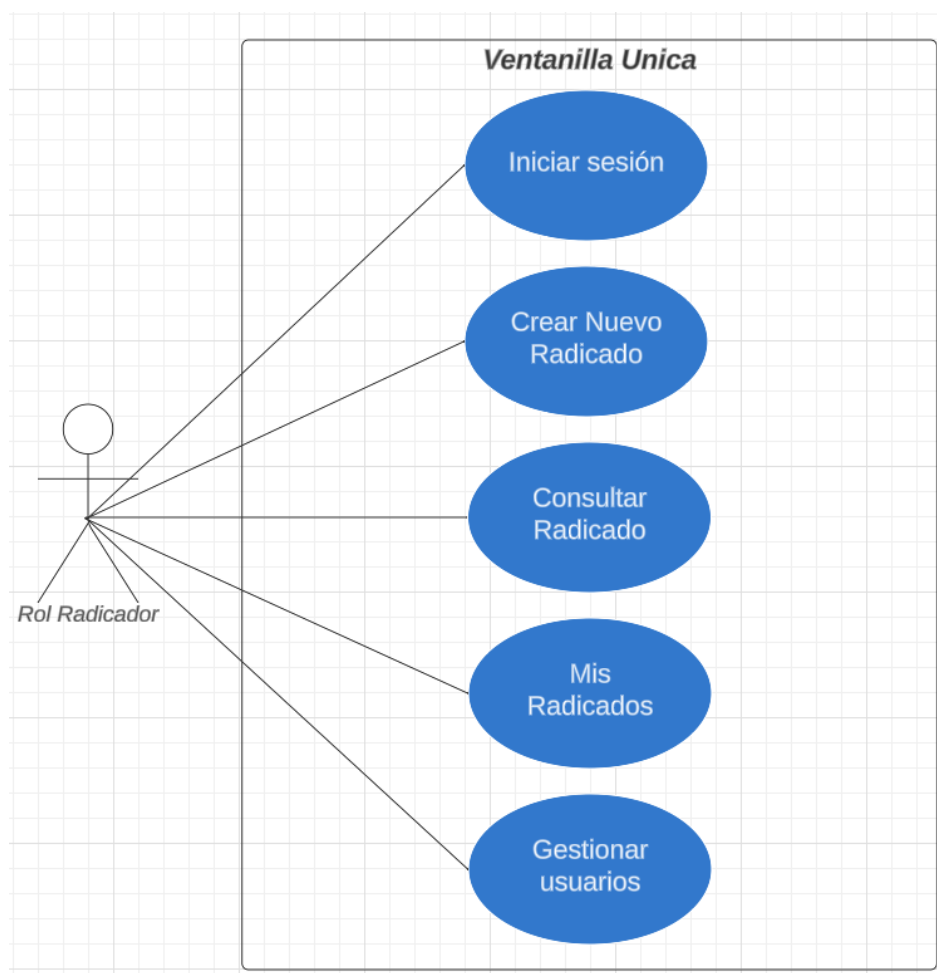 Ventanilla Unica
Iniciar sesión
Crear Nuevo
Radicado
Consultar
Radicado
Rol Radicador
Mis
Radicados
Gestionar
usuarios